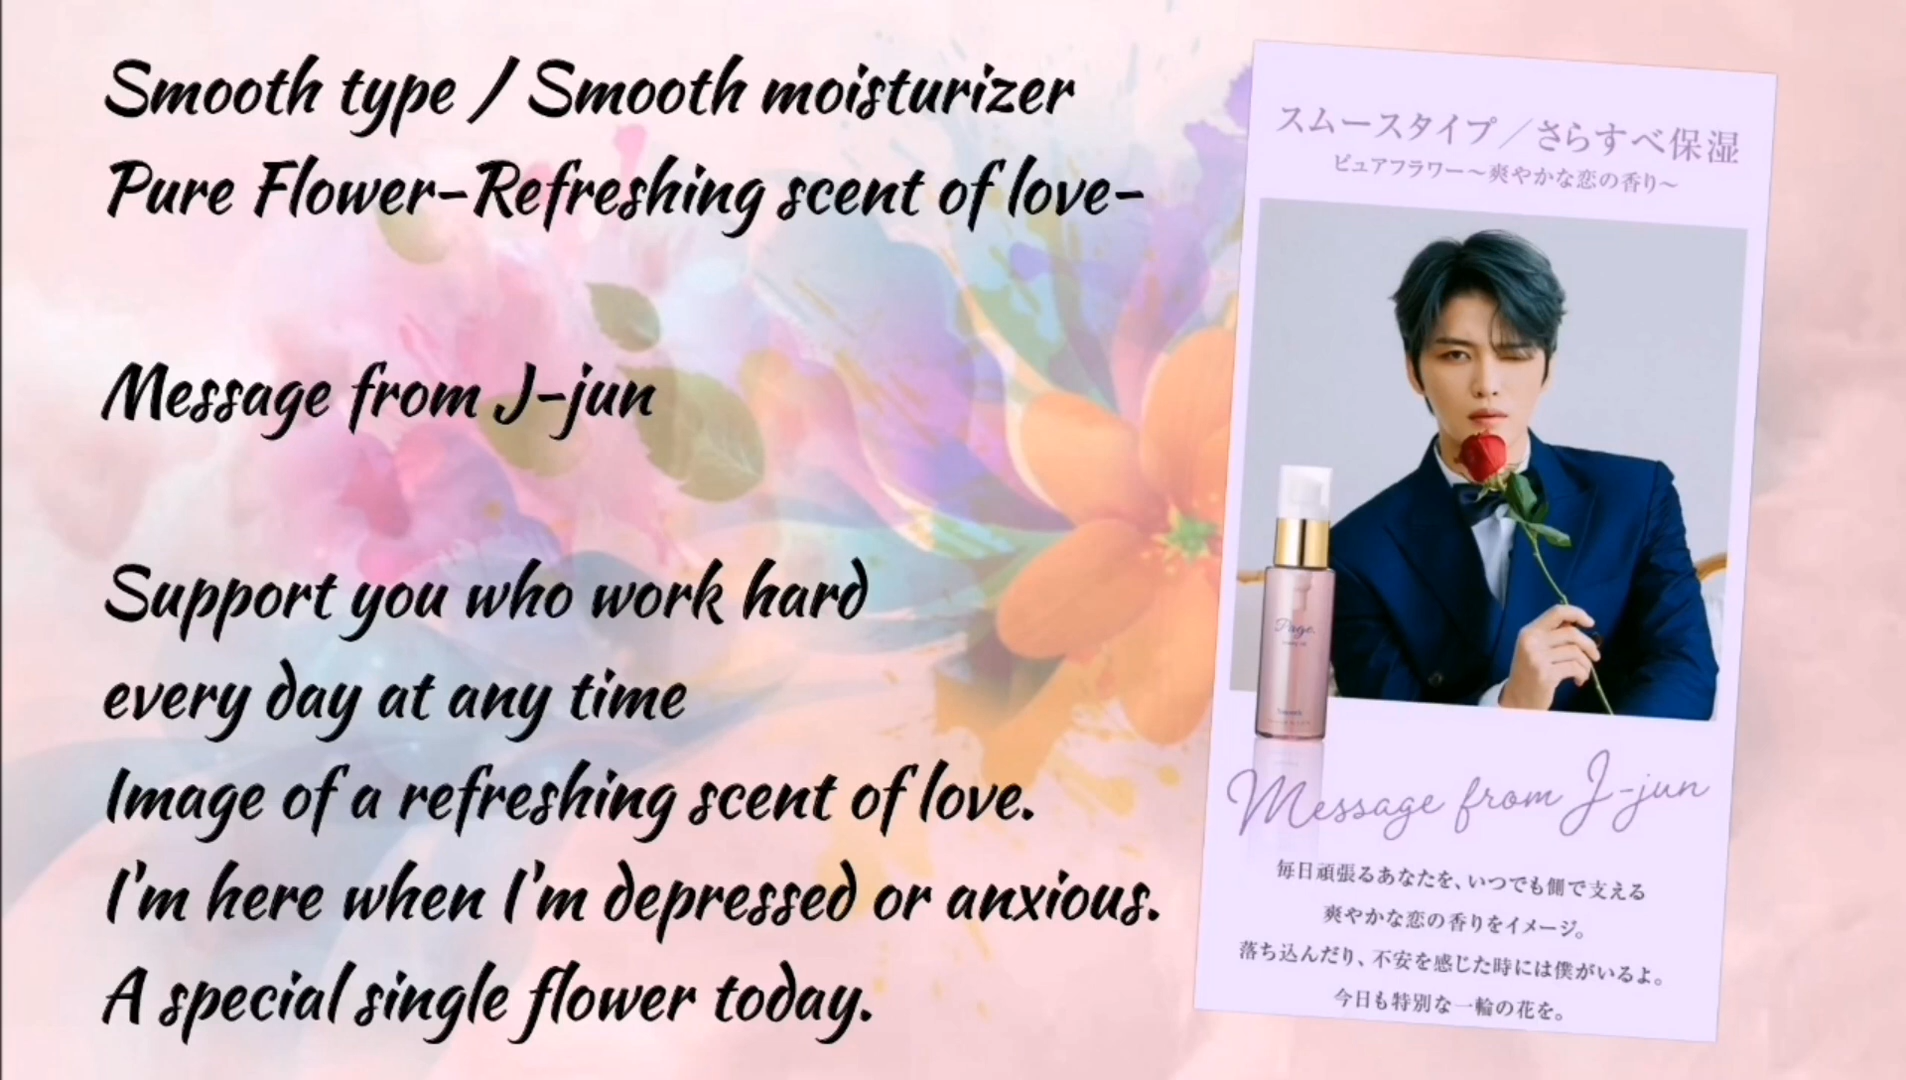 Smooth type / Smooth moisturizer
Pure Flower-Refreshing scent of love-
Message from J-jun
Support you who work hard
every day at any time
Image of a refreshing scent of love.
I'm here when I'm depressed or anxious.
A special single flower today.
スムースタイプ／さらすべ保湿
ピュアフラワー～爽やかな恋の香り～
Page.
Message from J-jun
毎日頑張るあなたを、いつでも側で支える
爽やかな恋の香りをイメージ。
落ち込んだり、不安を感じた時には僕がいるよ。
今日も特別な一輪の花を。